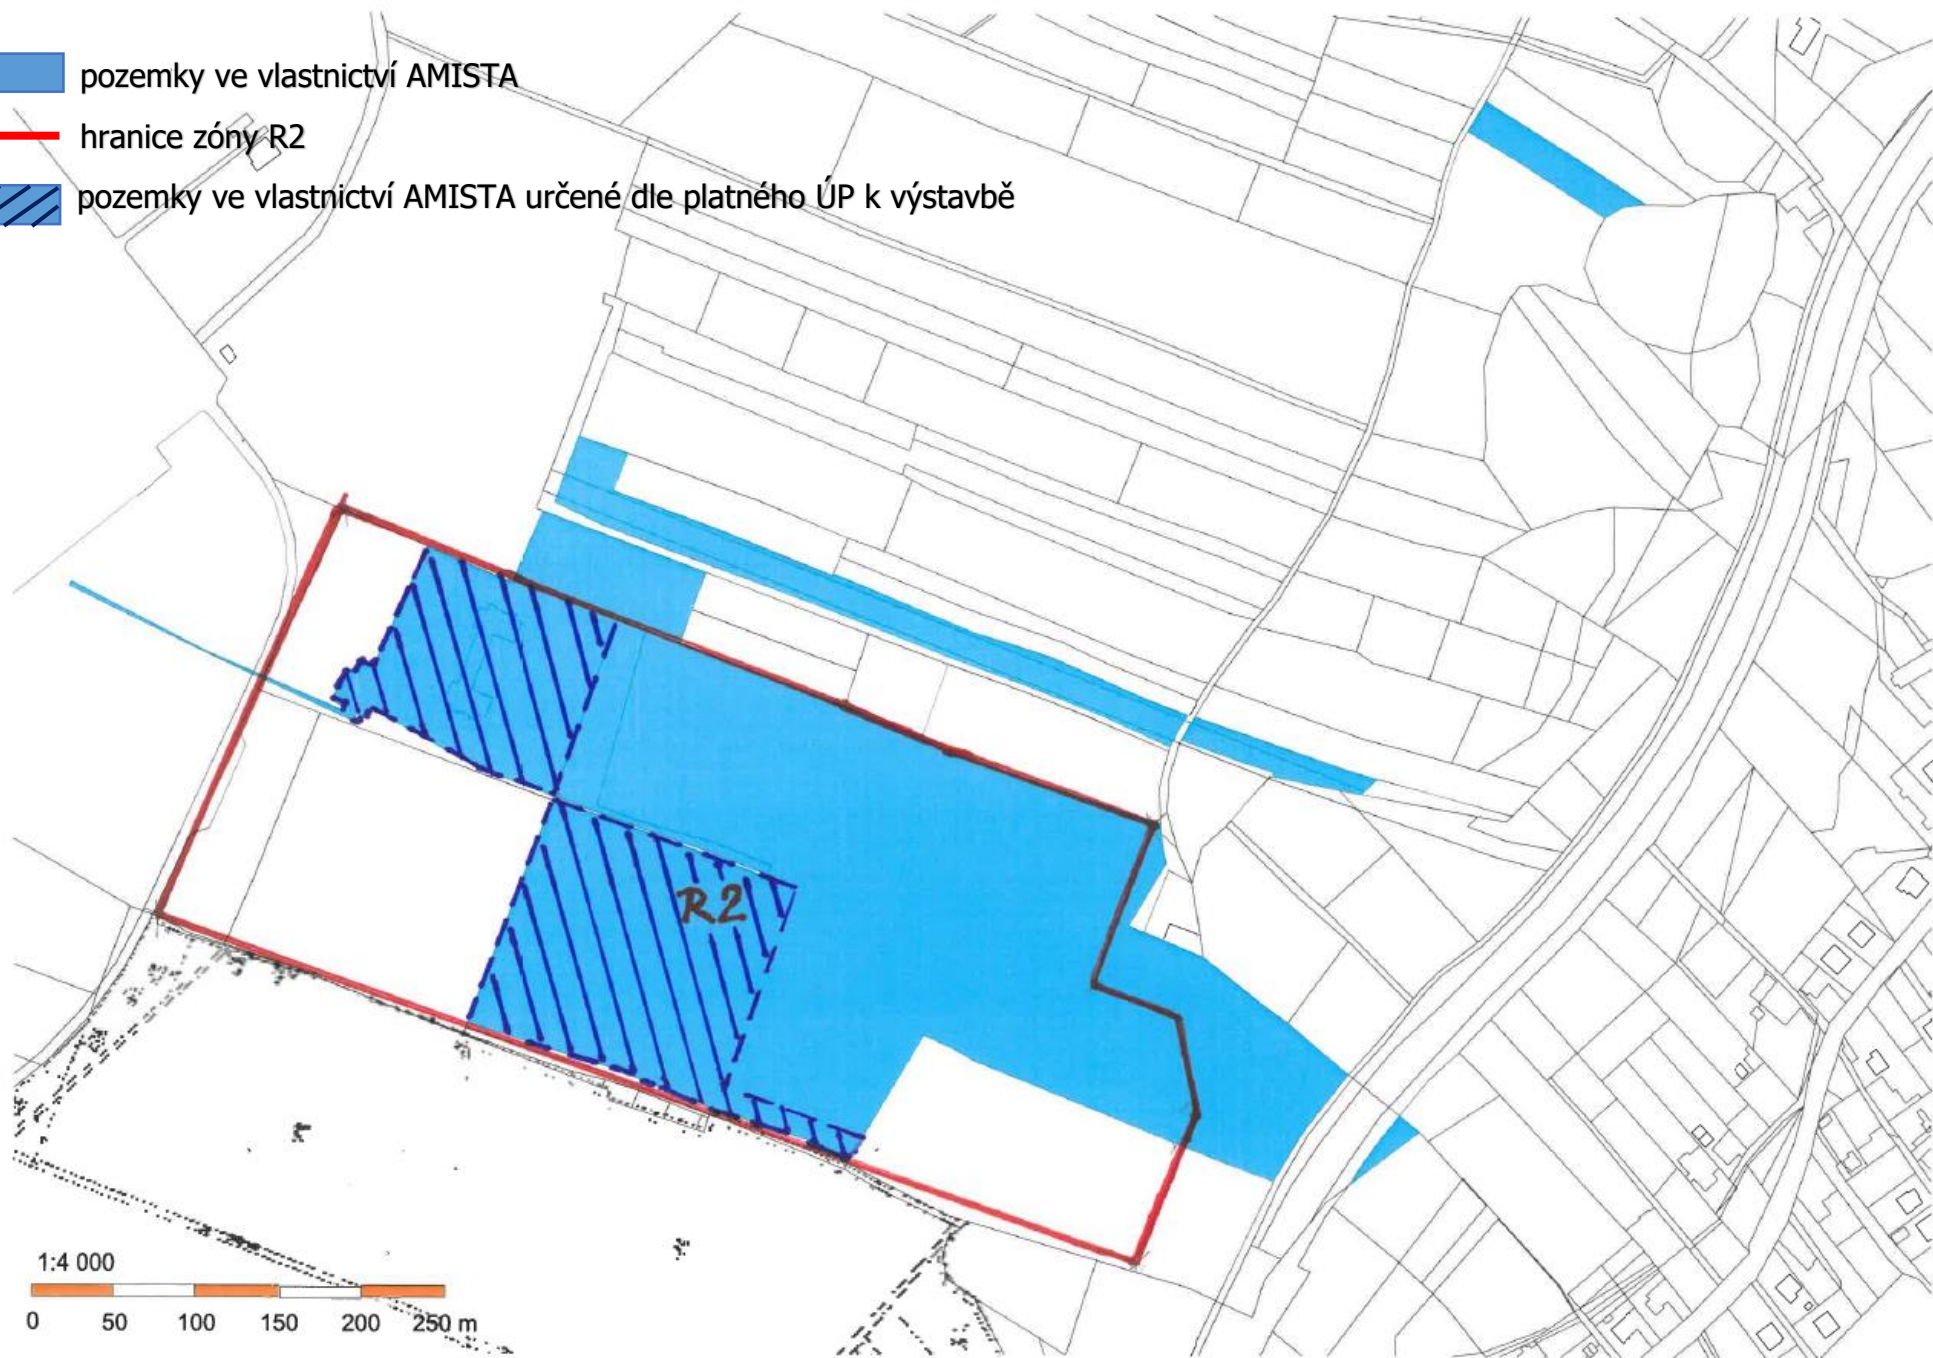 pozemky ve vlastnictví AMISTA
hranice zóny R2
pozemky ve vlastnictví AMISTA určené dle platného ÚP k výstavbě
R2
1:4 000
0 50 100 150 200 250 m